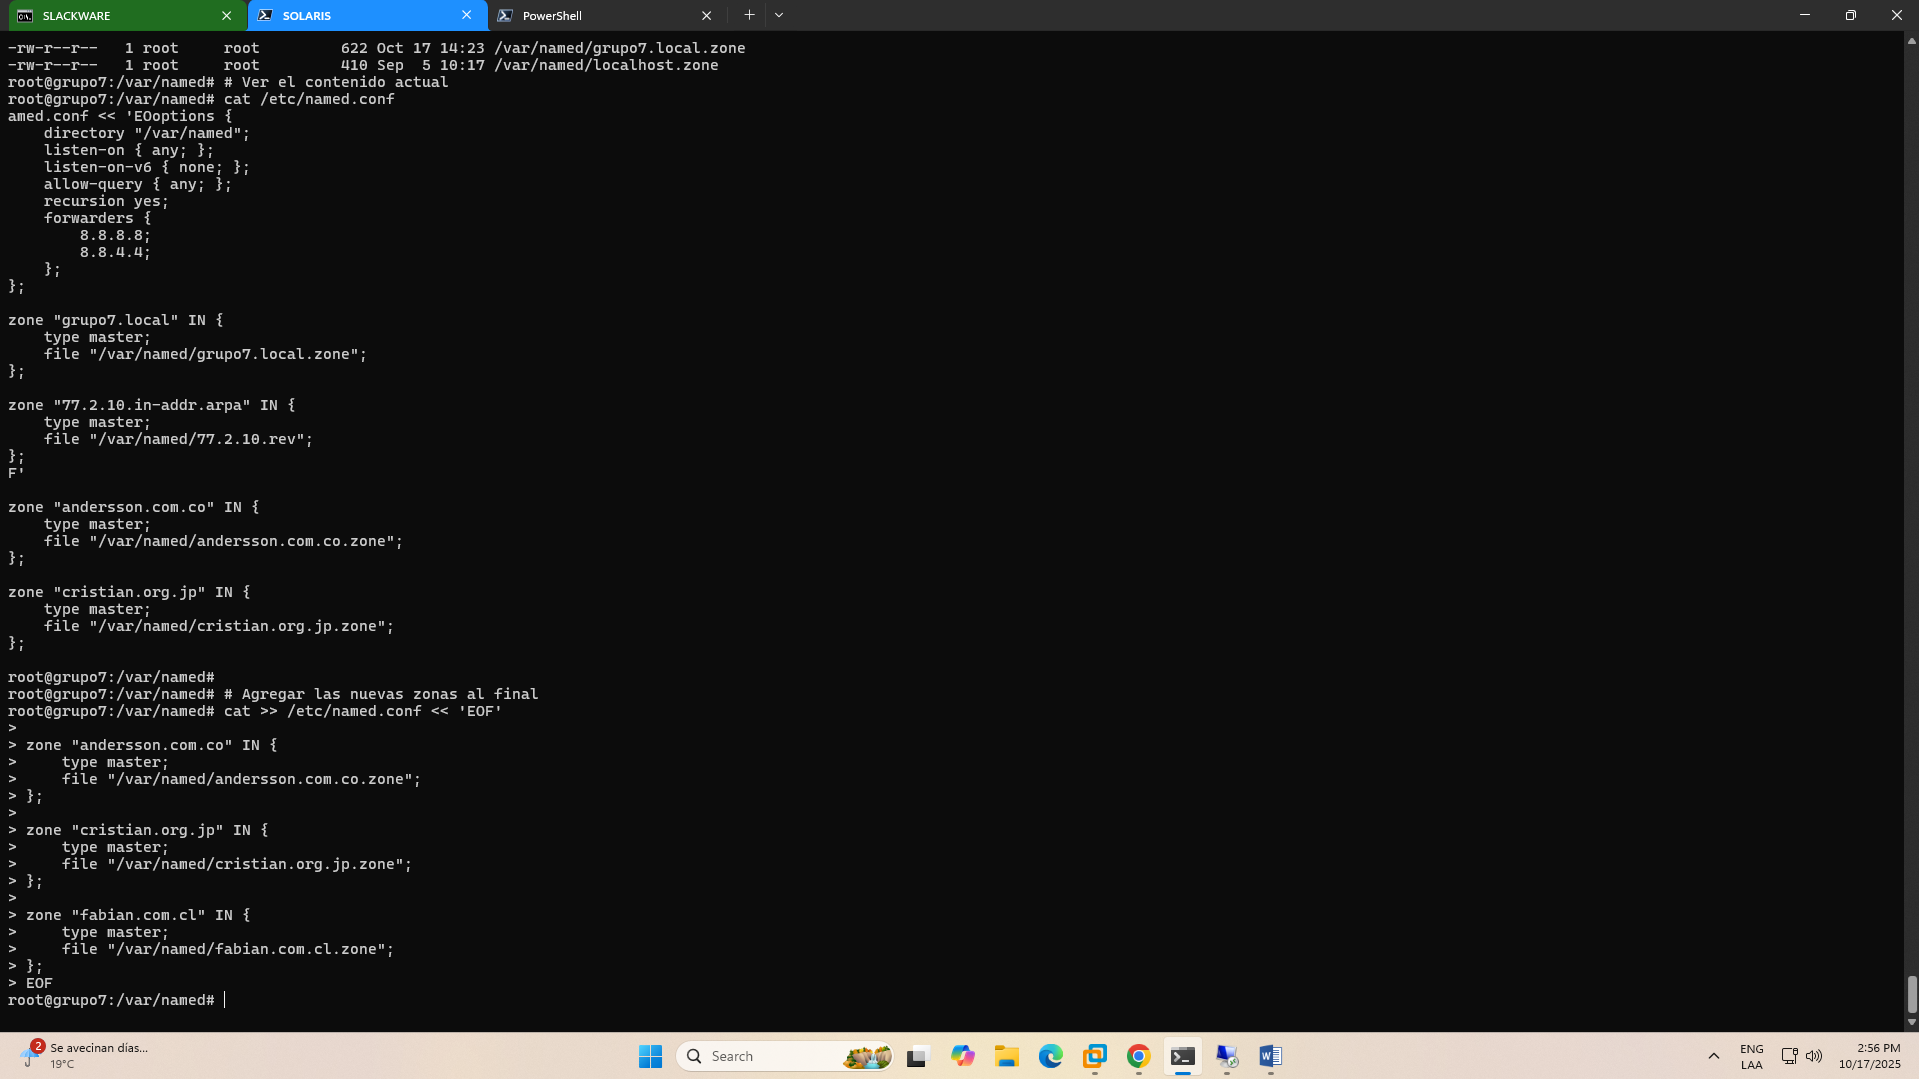 SLACKWARE
SOLARIS
PowerShell
-rw-r--r--   1 root     root         622 Oct 17 14:23 /var/named/grupo7.local.zone
-rw-r--r--   1 root     root         410 Sep  5 10:17 /var/named/localhost.zone
root@grupo7:/var/named# # Ver el contenido actual
root@grupo7:/var/named# cat /etc/named.conf
amed.conf << 'EOoptions {
    directory "/var/named";
    listen-on { any; };
    listen-on-v6 { none; };
    allow-query { any; };
    recursion yes;
    forwarders {
        8.8.8.8;
        8.8.4.4;
    };
};

zone "grupo7.local" IN {
    type master;
    file "/var/named/grupo7.local.zone";
};

zone "77.2.10.in-addr.arpa" IN {
    type master;
    file "/var/named/77.2.10.rev";
};
F'

zone "andersson.com.co" IN {
    type master;
    file "/var/named/andersson.com.co.zone";
};

zone "cristian.org.jp" IN {
    type master;
    file "/var/named/cristian.org.jp.zone";
};

root@grupo7:/var/named#
root@grupo7:/var/named# # Agregar las nuevas zonas al final
root@grupo7:/var/named# cat >> /etc/named.conf << 'EOF'
>
> zone "andersson.com.co" IN {
>     type master;
>     file "/var/named/andersson.com.co.zone";
> };
>
> zone "cristian.org.jp" IN {
>     type master;
>     file "/var/named/cristian.org.jp.zone";
> };
>
> zone "fabian.com.cl" IN {
>     type master;
>     file "/var/named/fabian.com.cl.zone";
> };
> EOF
root@grupo7:/var/named#
2
Se avecinan días...
19°C
Search
ENG
LAA
2:56 PM
10/17/2025